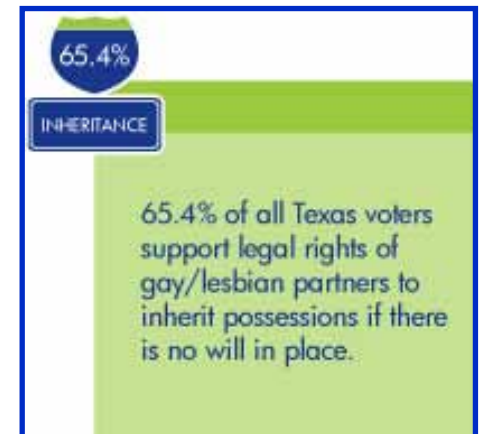 65.4%
INHERITANCE
65.4% of all Texas voters
support legal rights of
gay/lesbian partners to
inherit possessions if there
is no will in place.